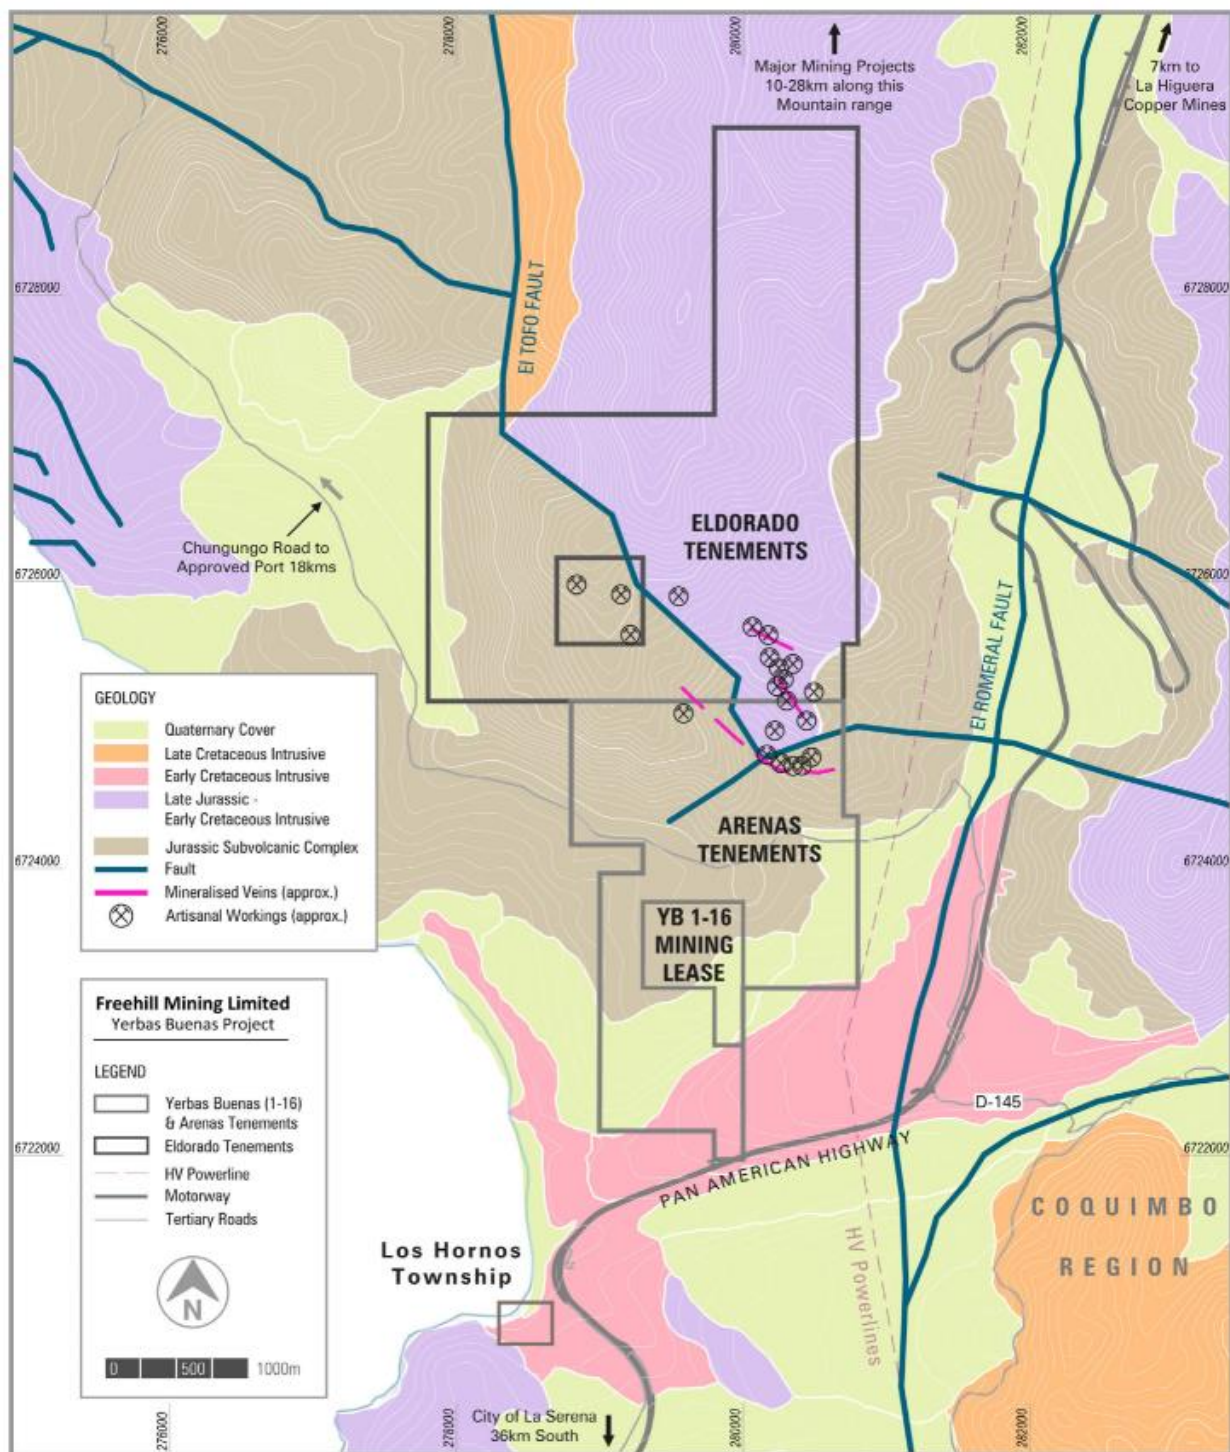 276000
278000
280000
282000
Major Mining Projects
10-28km along this
Mountain range
7km to
La Higuera
Copper Mines
6728000
6728000
EI TOFO FAULT
ELDORADO
TENEMENTS
Chungungo Road to
Approved Port 18kms
6726000
6726000
EI ROMERAL FAULT
GEOLOGY
Quaternary Cover
Late Cretaceous Intrusive
Early Cretaceous Intrusive
Late Jurassic -
Early Cretaceous Intrusive
Jurassic Subvolcanic Complex
Fault
Mineralised Veins (approx.)
Artisanal Workings (approx.)
ARENAS
TENEMENTS
6724000
6724000
YB 1-16
MINING
LEASE
Freehill Mining Limited
Yerbas Buenas Project
LEGEND
Yerbas Buenas (1-16)
& Arenas Tenements
Eldorado Tenements
HV Powerline
Motorway
Tertiary Roads
N
0 500 1000m
D-145
6722000
6722000
PAN AMERICAN HIGHWAY
COQUIMBO
REGION
Los Hornos
Township
HV Powerlines
City of La Serena
36km South
276000
278000
280000
282000